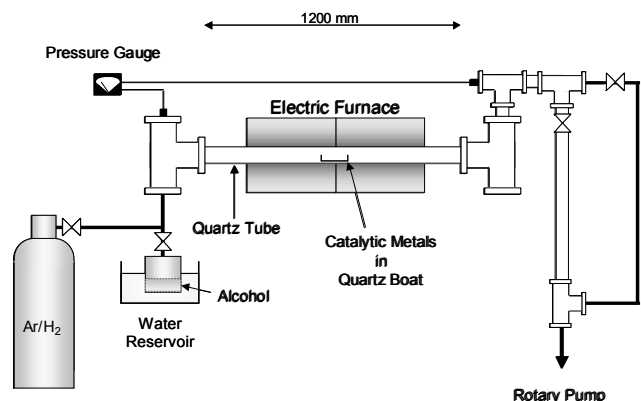 1200 mm
Pressure Gauge
Electric Furnace
Quartz Tube
Catalytic Metals
in
Quartz Boat
Alcohol
Ar/H2
Water
Reservoir
Rotary Pump